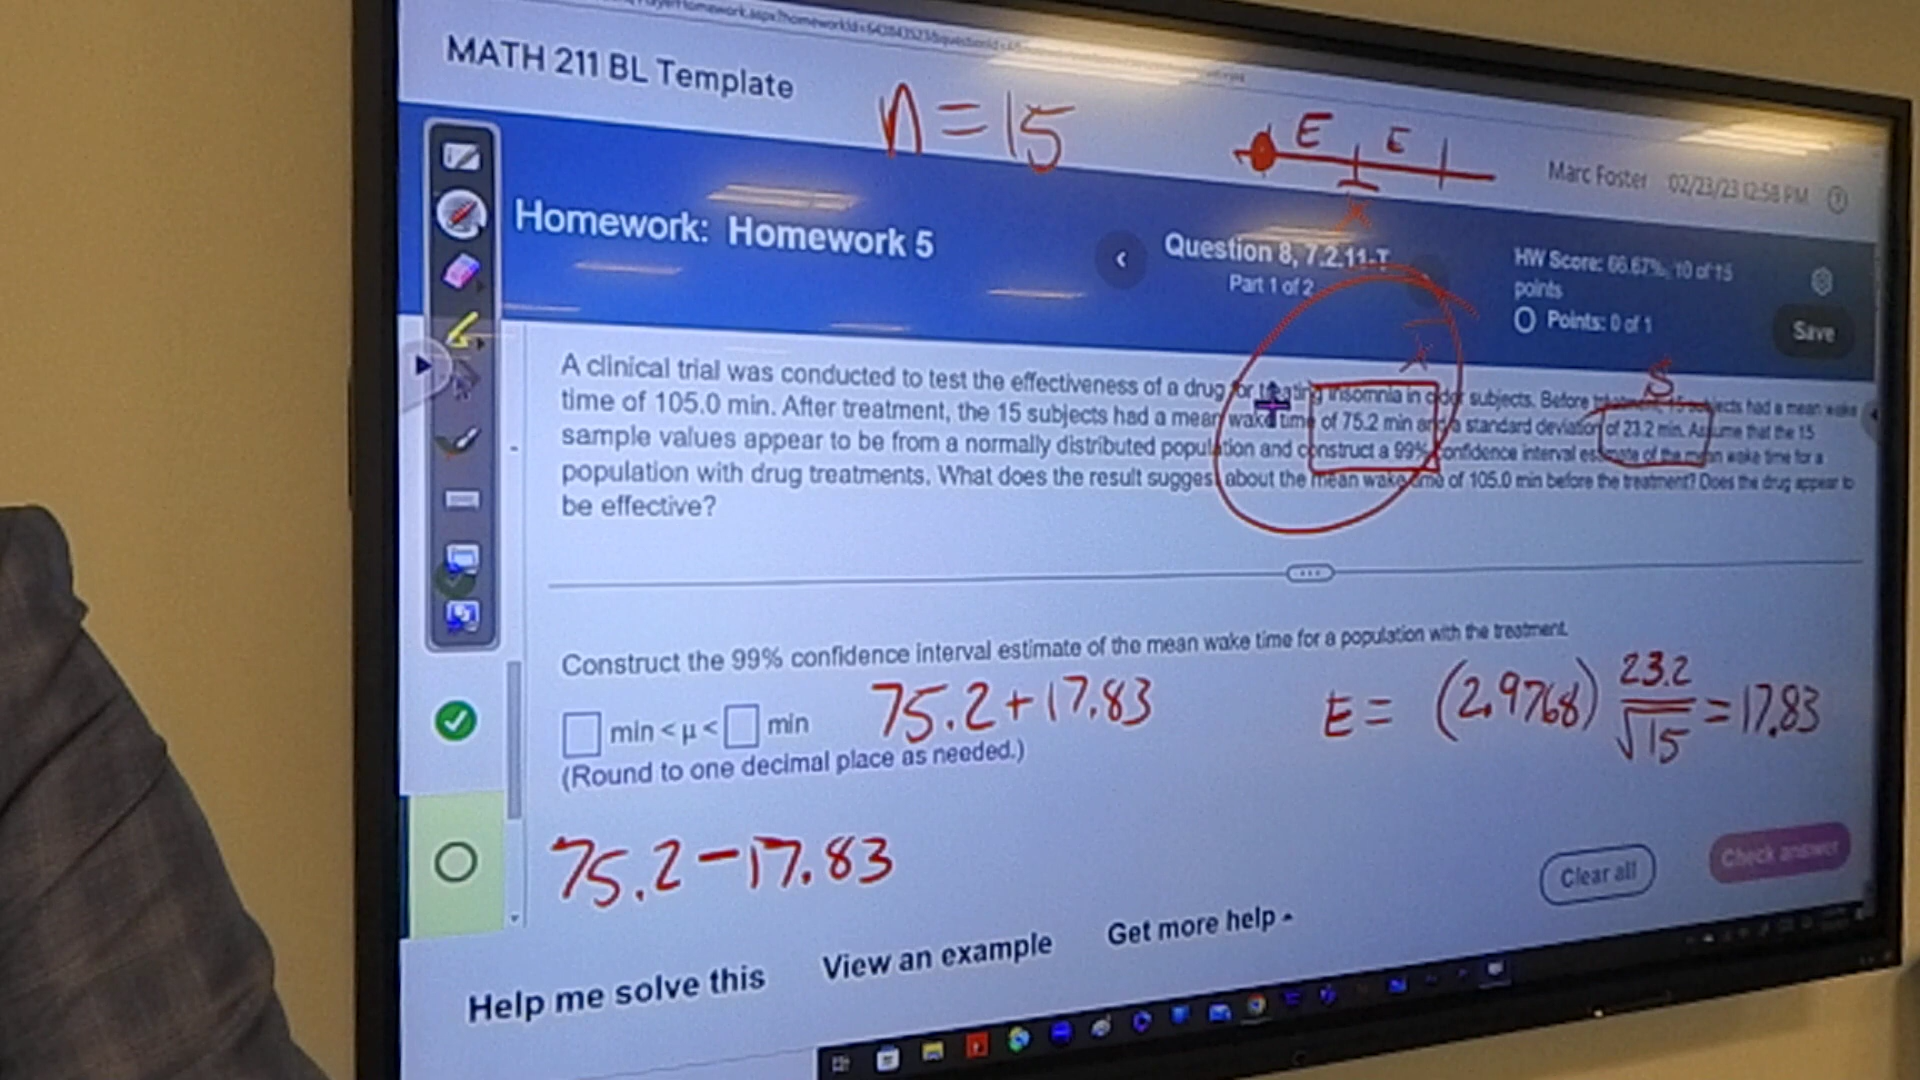 MATH 211 BL Template
n = 15
E E
Marc Foster 02/23/23 12:58 PM
Homework: Homework 5
Question 8, 7.2.11-T
Part 1 of 2
HW Score: 66.67%, 10 of 15
points
Points: 0 of 1
Save
x̄
S
A clinical trial was conducted to test the effectiveness of a drug for treating insomnia in older subjects. Before treatment, 15 subjects had a mean wake
time of 105.0 min. After treatment, the 15 subjects had a mean wake time of 75.2 min and a standard deviation of 23.2 min. Assume that the 15
sample values appear to be from a normally distributed population and construct a 99% confidence interval estimate of the mean wake time for a
population with drug treatments. What does the result suggest about the mean wake time of 105.0 min before the treatment? Does the drug appear to
be effective?
Construct the 99% confidence interval estimate of the mean wake time for a population with the treatment.
min < μ < min
(Round to one decimal place as needed.)
75.2 + 17.83
E = (2.9768) 23.2/√15 = 17.83
75.2 - 17.83
Clear all
Check answer
Help me solve this
View an example
Get more help